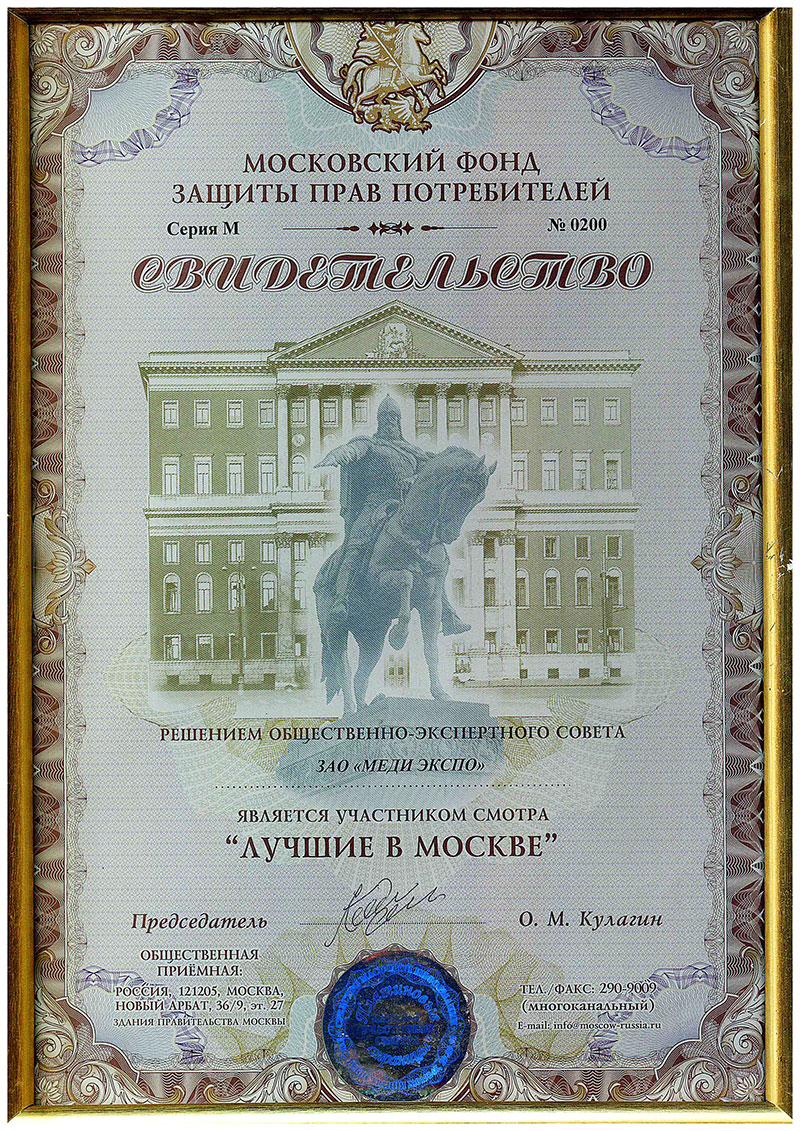 МОСКОВСКИЙ ФОНД
ЗАЩИТЫ ПРАВ ПОТРЕБИТЕЛЕЙ
Серия М № 0200
СВИДЕТЕЛЬСТВО
РЕШЕНИЕМ ОБЩЕСТВЕННО-ЭКСПЕРТНОГО СОВЕТА
ЗАО «МЕДИ ЭКСПО»
ЯВЛЯЕТСЯ УЧАСТНИКОМ СМОТРА
“ЛУЧШИЕ В МОСКВЕ”
Председатель О. М. Кулагин
ОБЩЕСТВЕННАЯ
ПРИЁМНАЯ:
РОССИЯ, 121205, МОСКВА,
НОВЫЙ АРБАТ, 36/9, эт. 27
ЗДАНИЯ ПРАВИТЕЛЬСТВА МОСКВЫ
ТЕЛ./ФАКС: 290-9009
(многоканальный)
E-mail: info@moscow-russia.ru